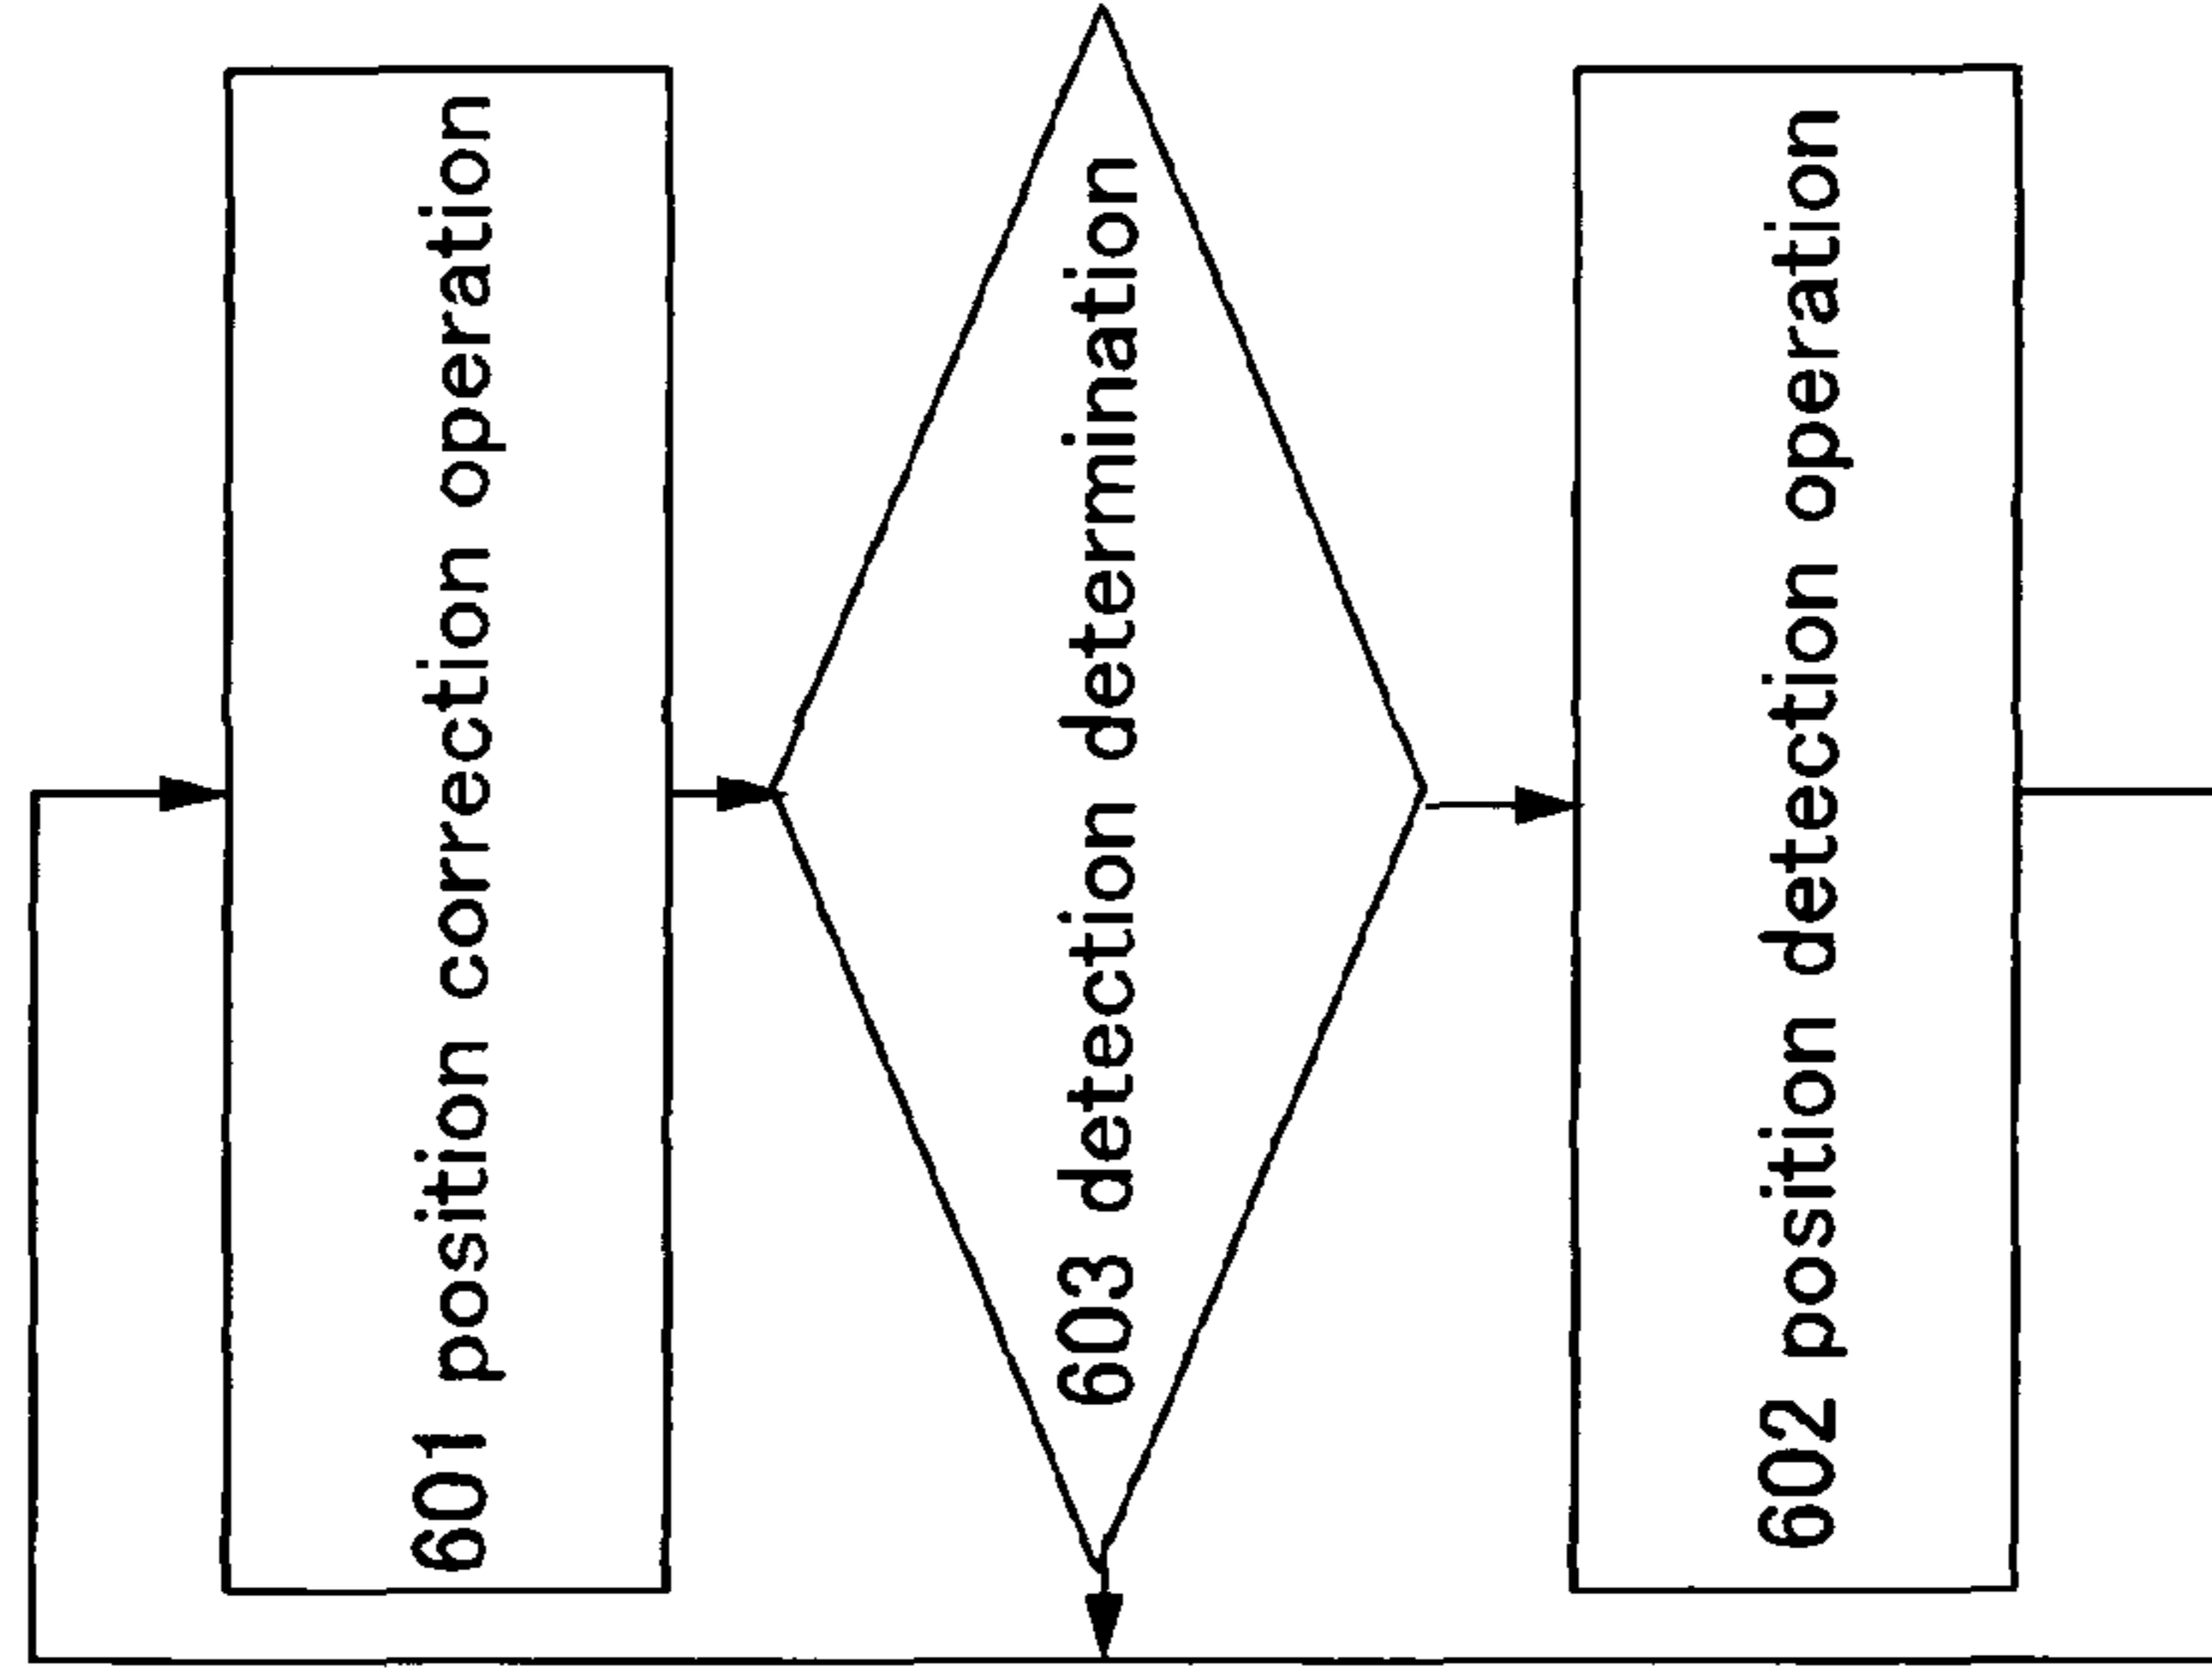 601 position correction operation
603 detection determination
602 position detection operation